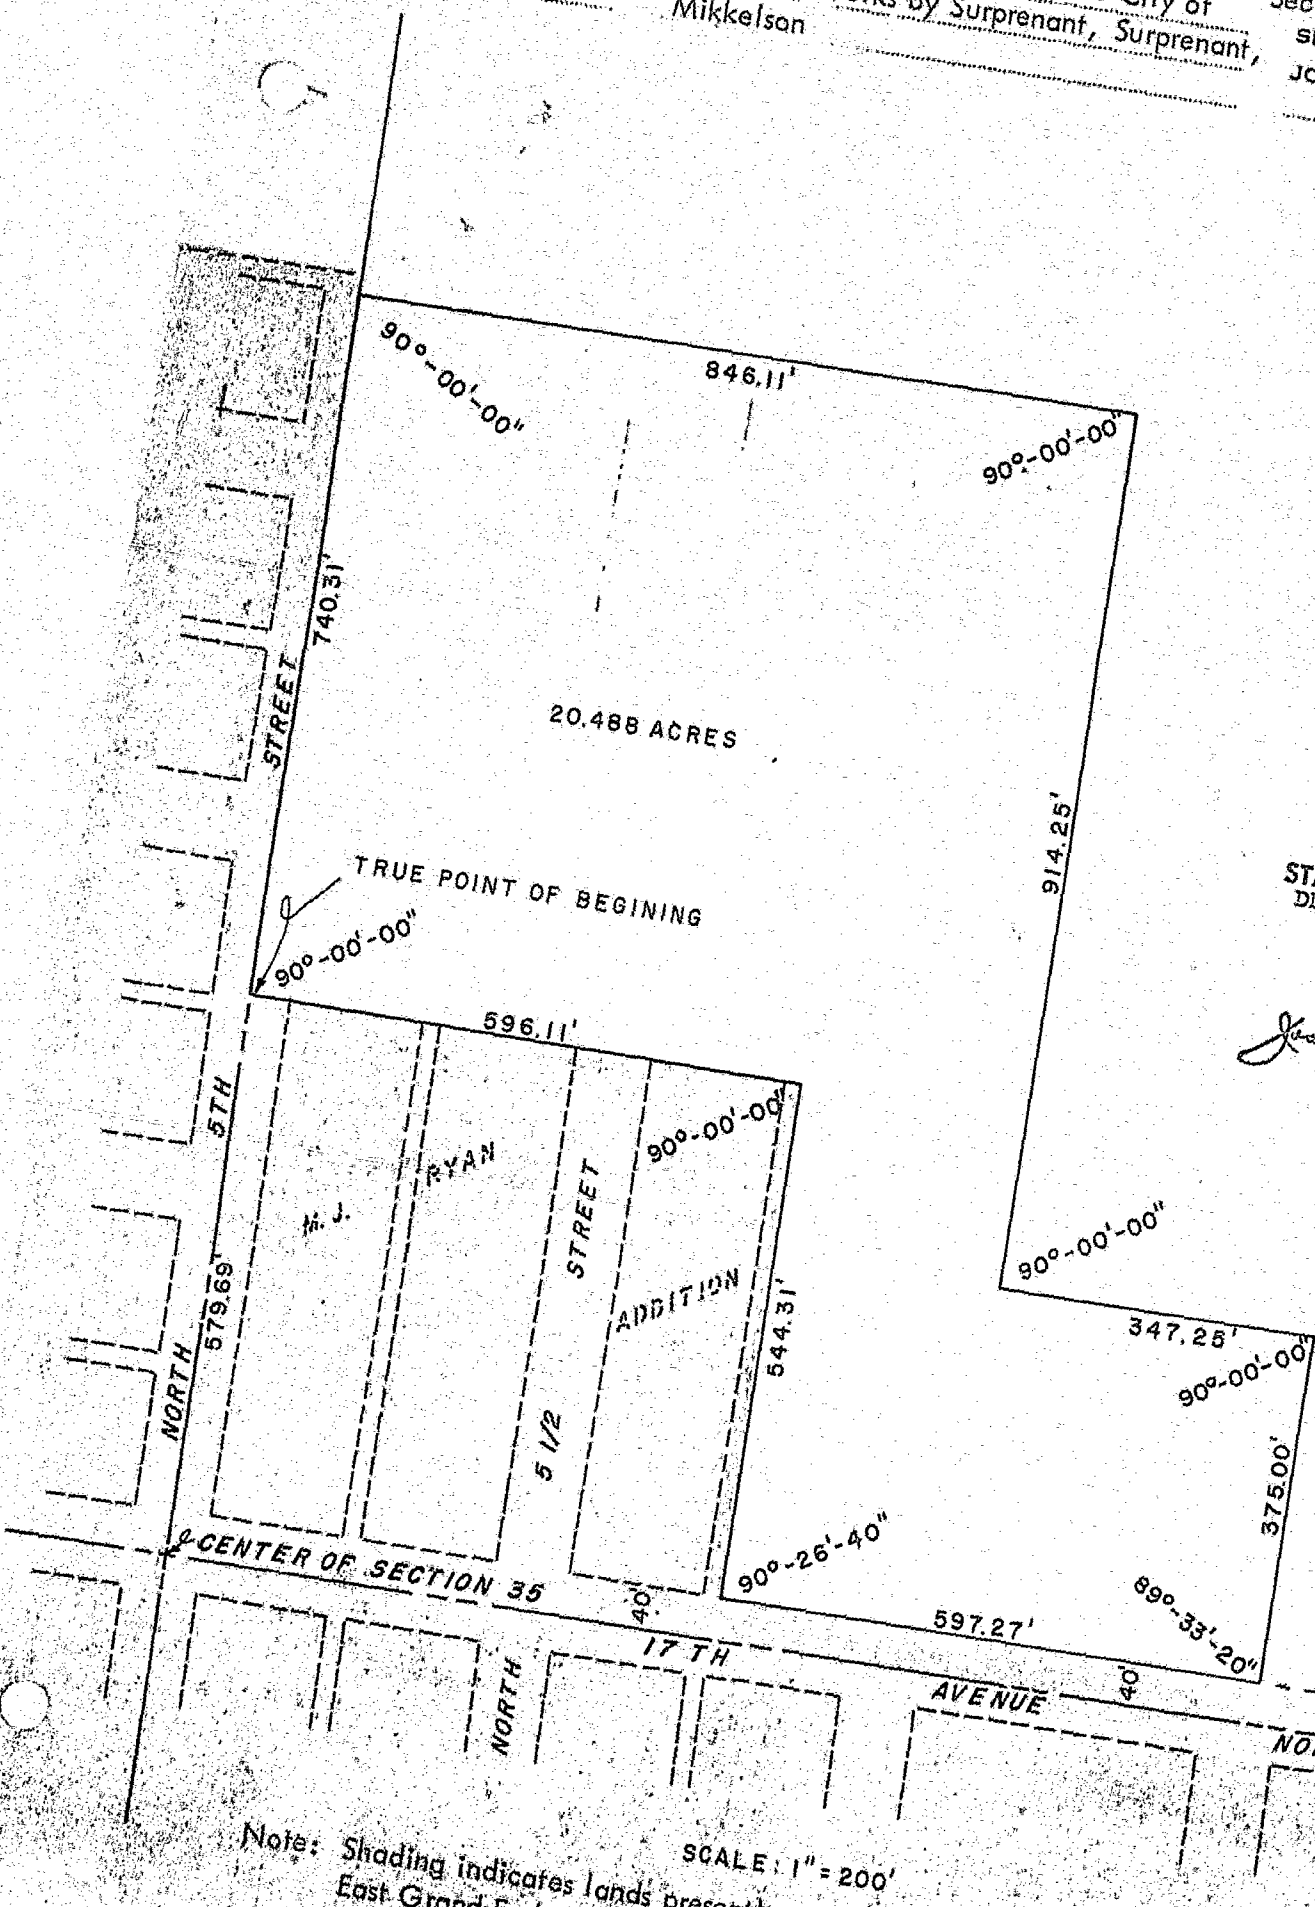 City of
by Surprenant, Surprenant,
Mikkelson
90°-00'-00"
846.11'
90°-00'-00"
740.31'
STREET
20.488 ACRES
914.25'
TRUE POINT OF BEGINING
90°-00'-00"
596.11'
5TH
90°-00'-00"
RYAN
M. J.
STREET
ADDITION
544.31'
579.69'
NORTH
5 1/2
90°-00'-00"
347.25'
90°-00'-00"
375.00'
90°-26'-40"
89°-33'-20"
CENTER OF SECTION 35
40'
597.27'
17 TH
40'
AVENUE
NORTH
Note: Shading indicates lands
East Grand
SCALE: 1" = 200'